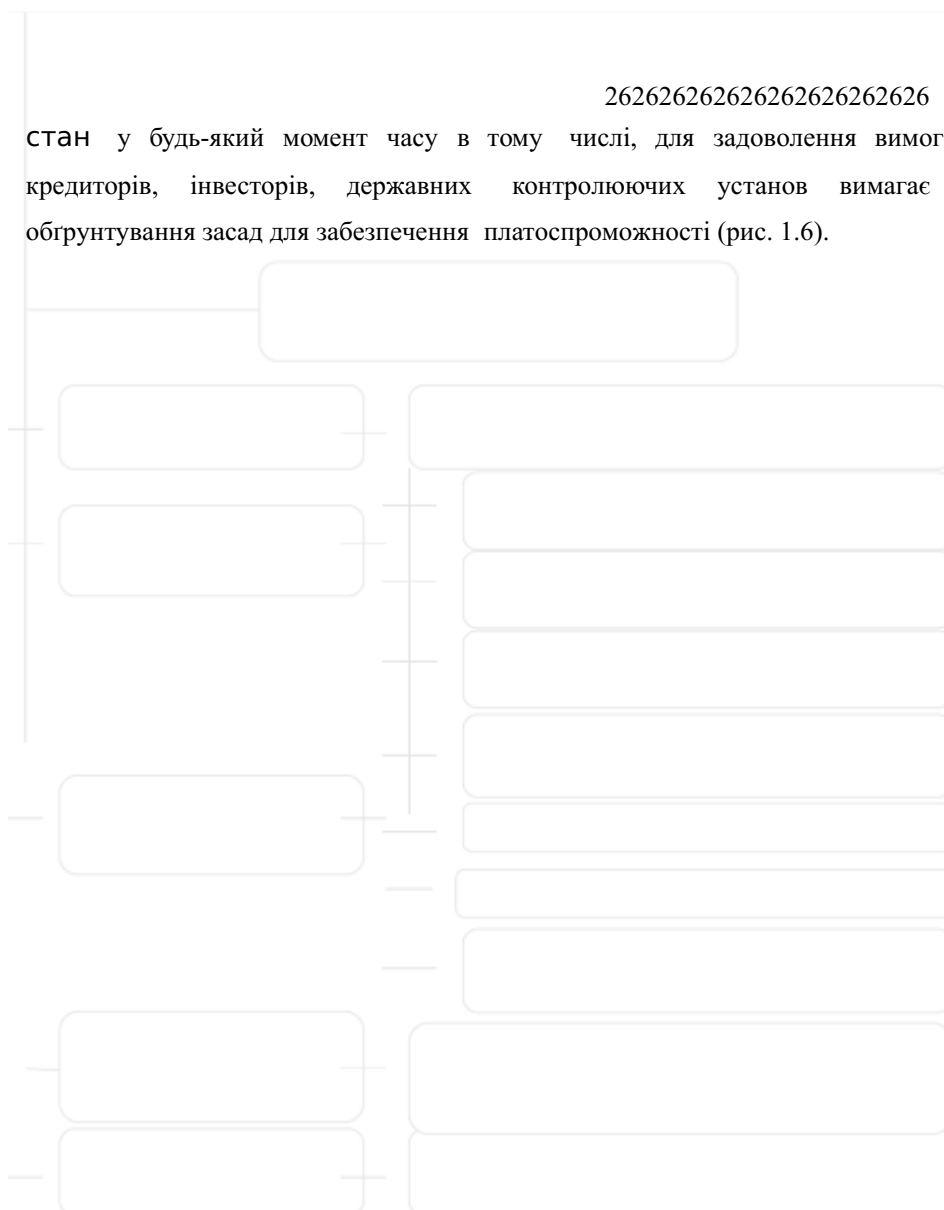 262626262626262626262626
стан у будь-який момент часу в тому числі, для задоволення вимог
кредиторів, інвесторів, державних контролюючих установ вимагає
обґрунтування засад для забезпечення платоспроможності (рис. 1.6).